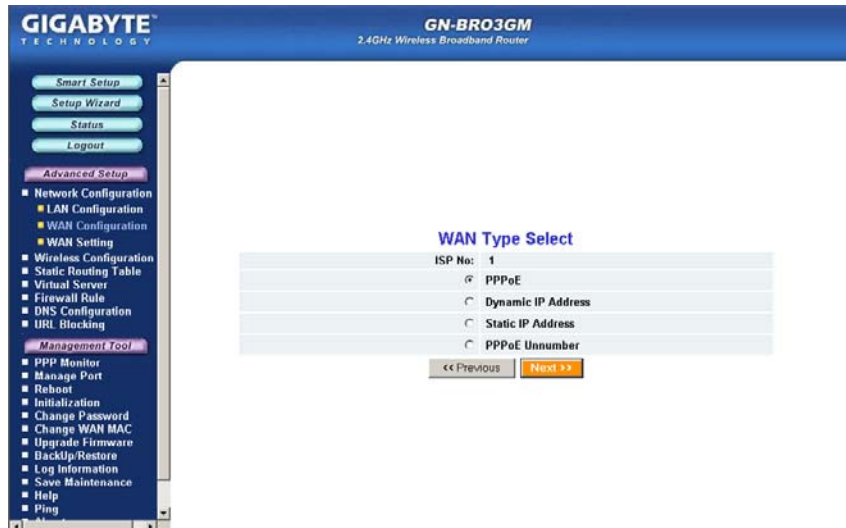 GIGABYTE
TECHNOLOGY
GN-BRO3GM
2.4GHz Wireless Broadband Router
Smart Setup
Setup Wizard
Status
Logout
Advanced Setup
Network Configuration
LAN Configuration
WAN Configuration
WAN Setting
Wireless Configuration
Static Routing Table
Virtual Server
Firewall Rule
DNS Configuration
URL Blocking
Management Tool
PPP Monitor
Manage Port
Reboot
Initialization
Change Password
Change WAN MAC
Upgrade Firmware
BackUp/Restore
Log Information
Save Maintenance
Help
Ping
WAN Type Select
ISP No: 1
PPPoE
Dynamic IP Address
Static IP Address
PPPoE Unnumber
<< Previous Next >>